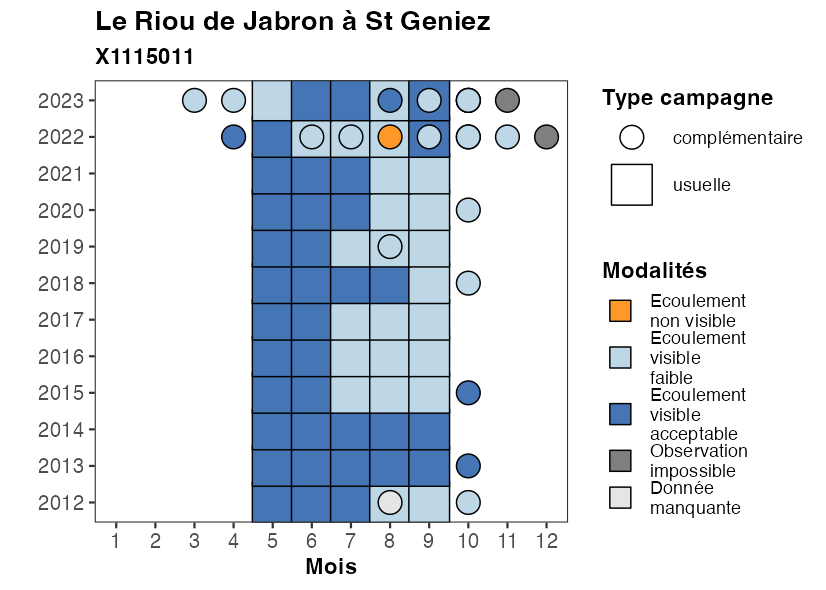 Le Riou de Jabron à St Geniez
X1115011
2023
2022
2021
2020
2019
2018
2017
2016
2015
2014
2013
2012
1 2 3 4 5 6 7 8 9 10 11 12
Mois
Type campagne
complémentaire
usuelle
Modalités
Ecoulement
non visible
Ecoulement
visible
faible
Ecoulement
visible
acceptable
Observation
impossible
Donnée
manquante